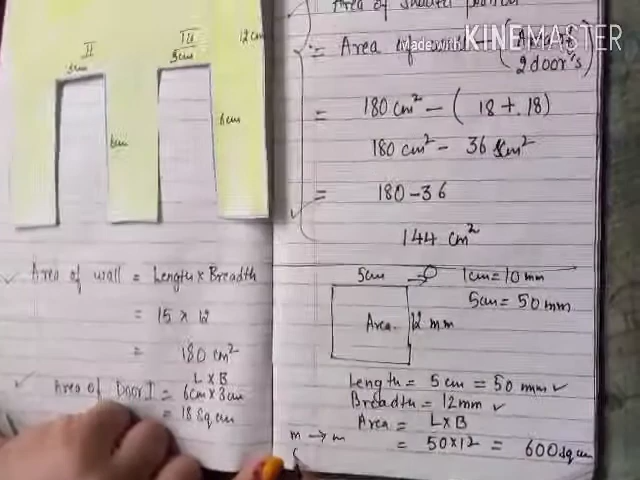 II
3cm
III
3cm
12cm
6cm
6cm
Area of wall = Length x Breadth
= 15 x 12
= 180 cm²
L x B
Area of Door I = 6cm x 3cm
= 18 Sq cm
Area of
= Area of
2 door's
= 180 cm² - ( 18 + 18)
180 cm² - 36 cm²
= 180 - 36
144 cm²
5cm
1cm = 10 mm
5cm = 50 mm
Area
12 mm
Length = 5 cm = 50 mm
Breadth = 12mm
Area = L x B
= 50 x 12 = 600 sq cm
m → m
Made with KINEMASTER